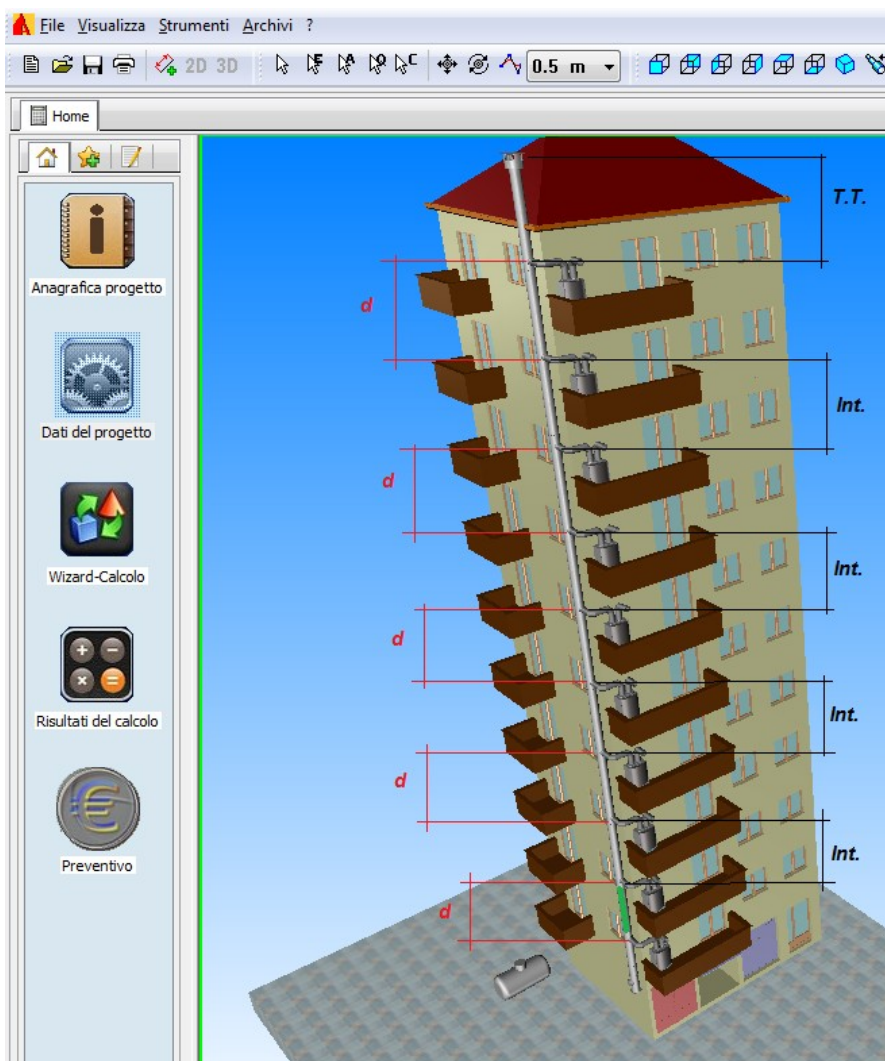 File Visualizza Strumenti Archivi ?
2D 3D E A Q C 0.5 m
Home
T.T.
Anagrafica progetto
d
Int.
Dati del progetto
d
Int.
Wizard-Calcolo
d
Int.
Risultati del calcolo
d
Int.
Preventivo
d